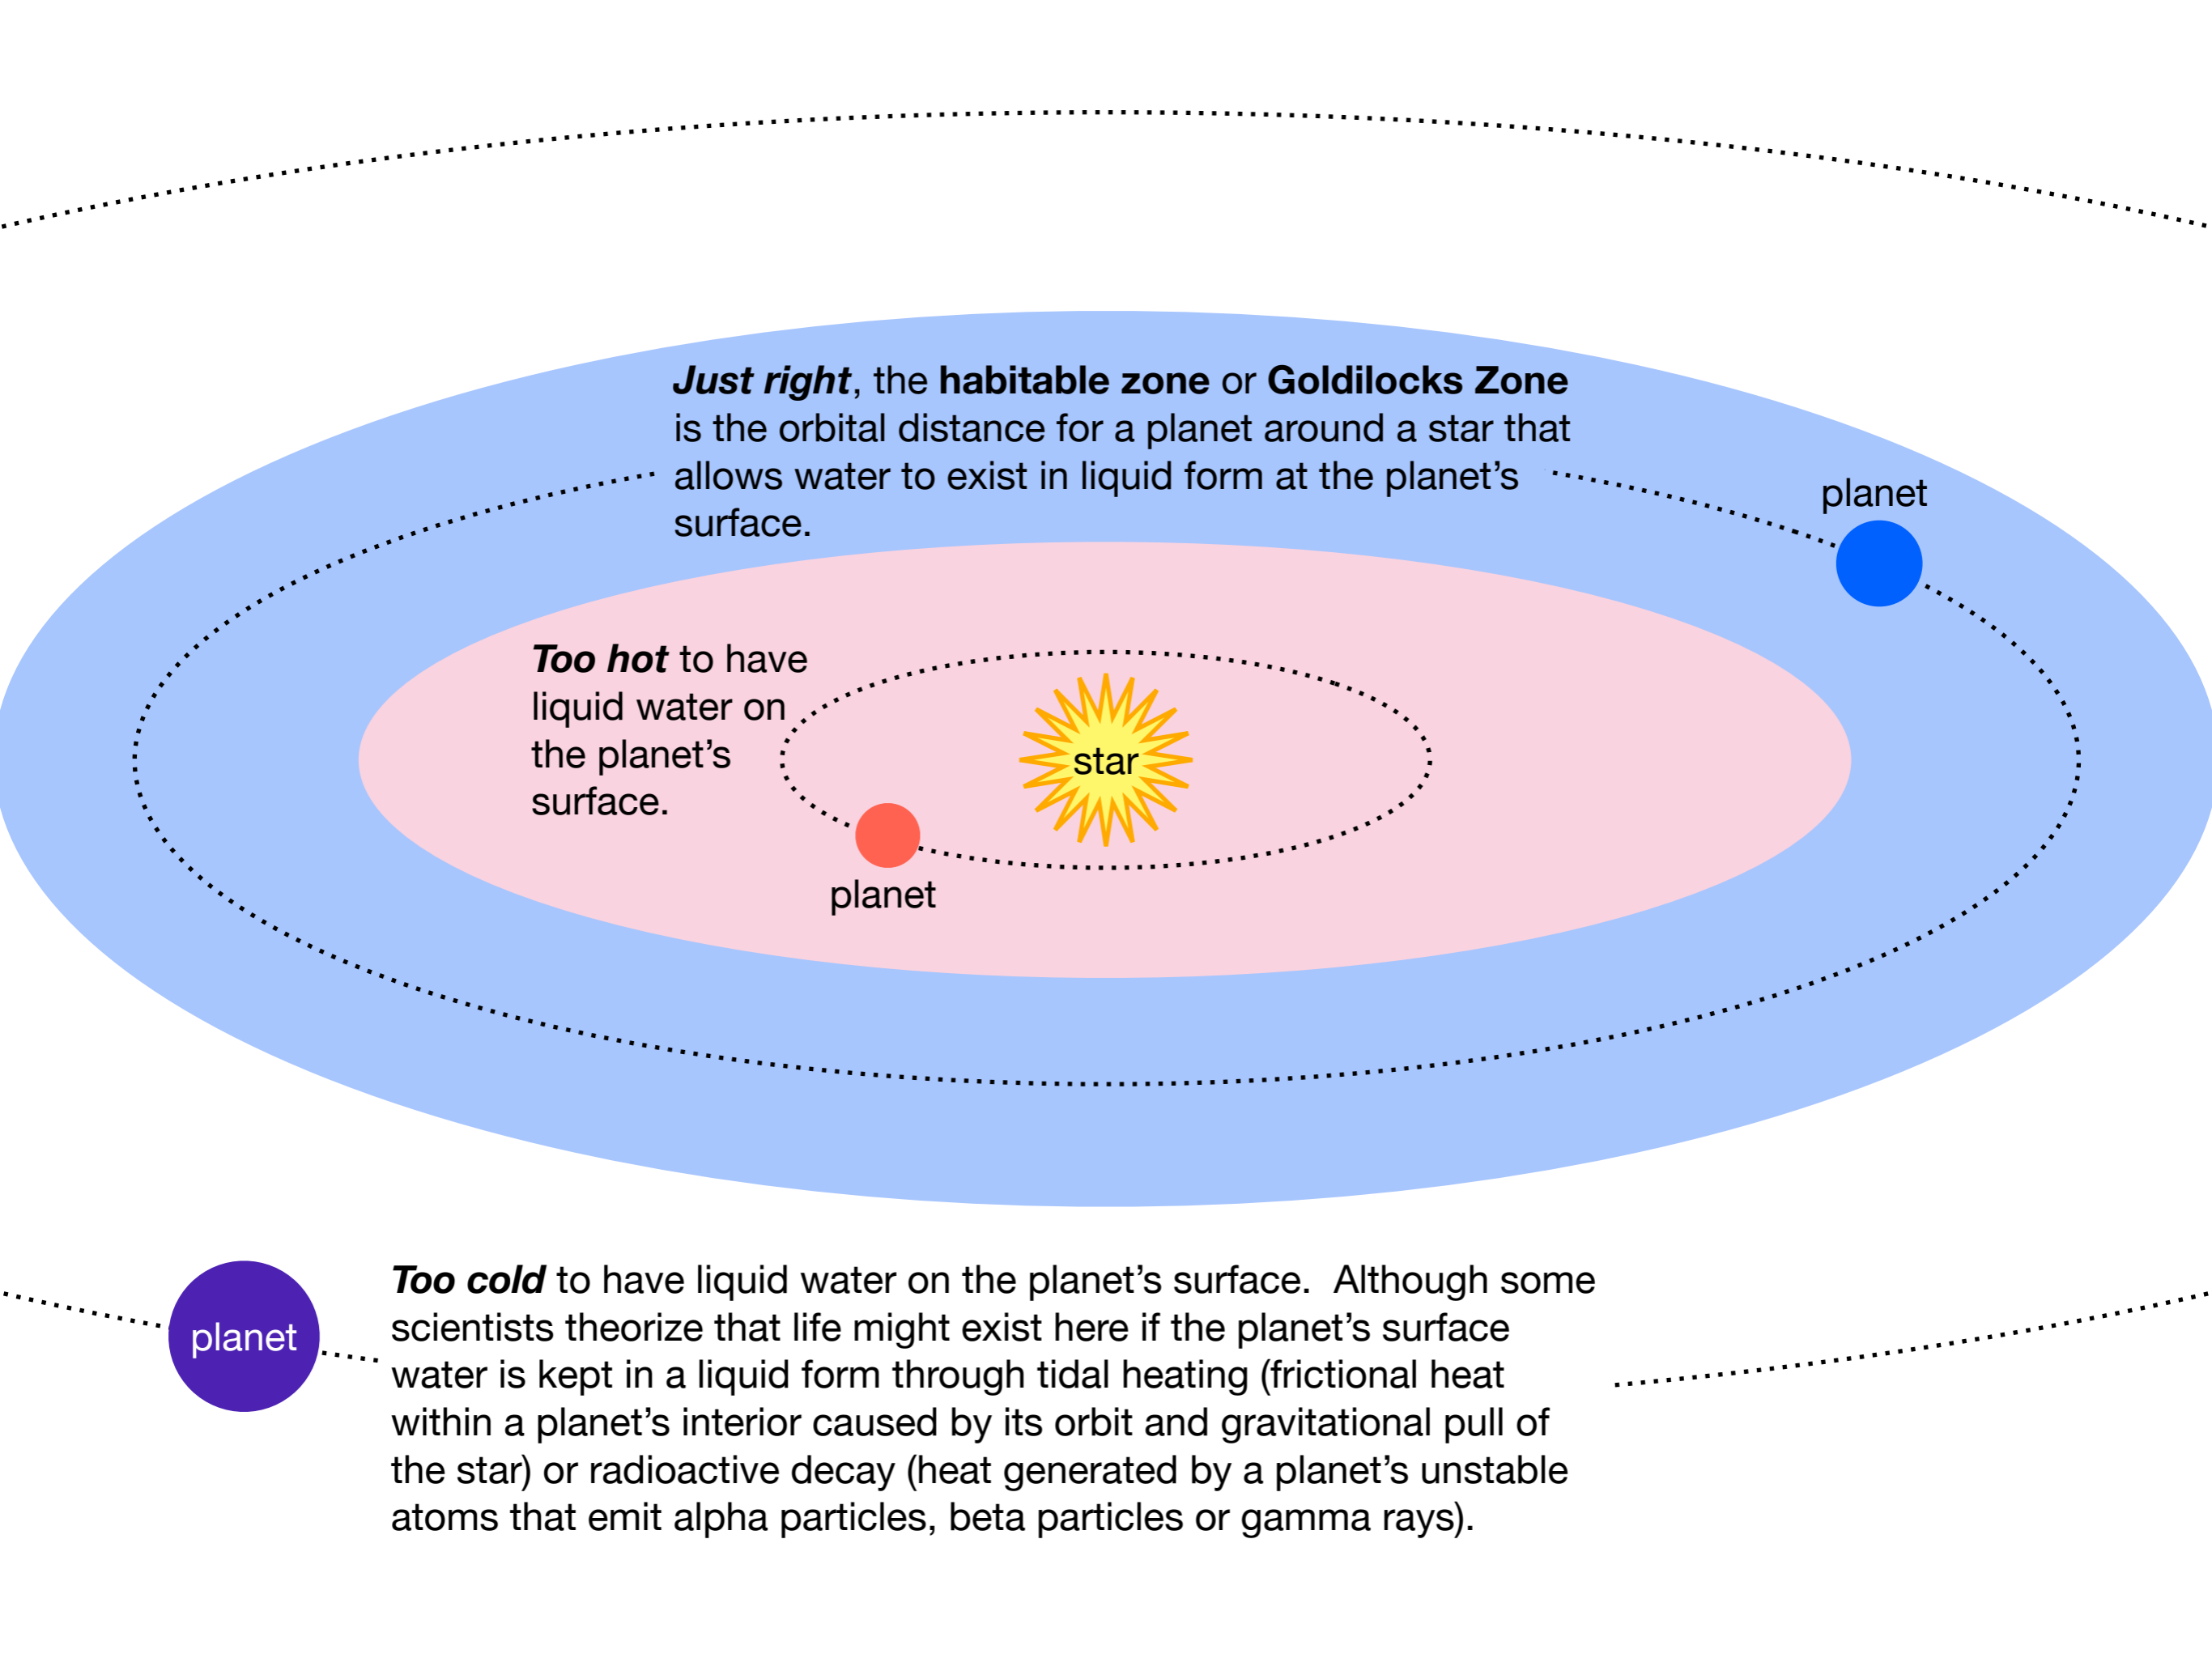 Just right, the habitable zone or Goldilocks Zone
is the orbital distance for a planet around a star that
allows water to exist in liquid form at the planet’s
surface.
planet
Too hot to have
liquid water on
the planet’s
surface.
star
planet
planet
Too cold to have liquid water on the planet’s surface.  Although some
scientists theorize that life might exist here if the planet’s surface
water is kept in a liquid form through tidal heating (frictional heat
within a planet’s interior caused by its orbit and gravitational pull of
the star) or radioactive decay (heat generated by a planet’s unstable
atoms that emit alpha particles, beta particles or gamma rays).